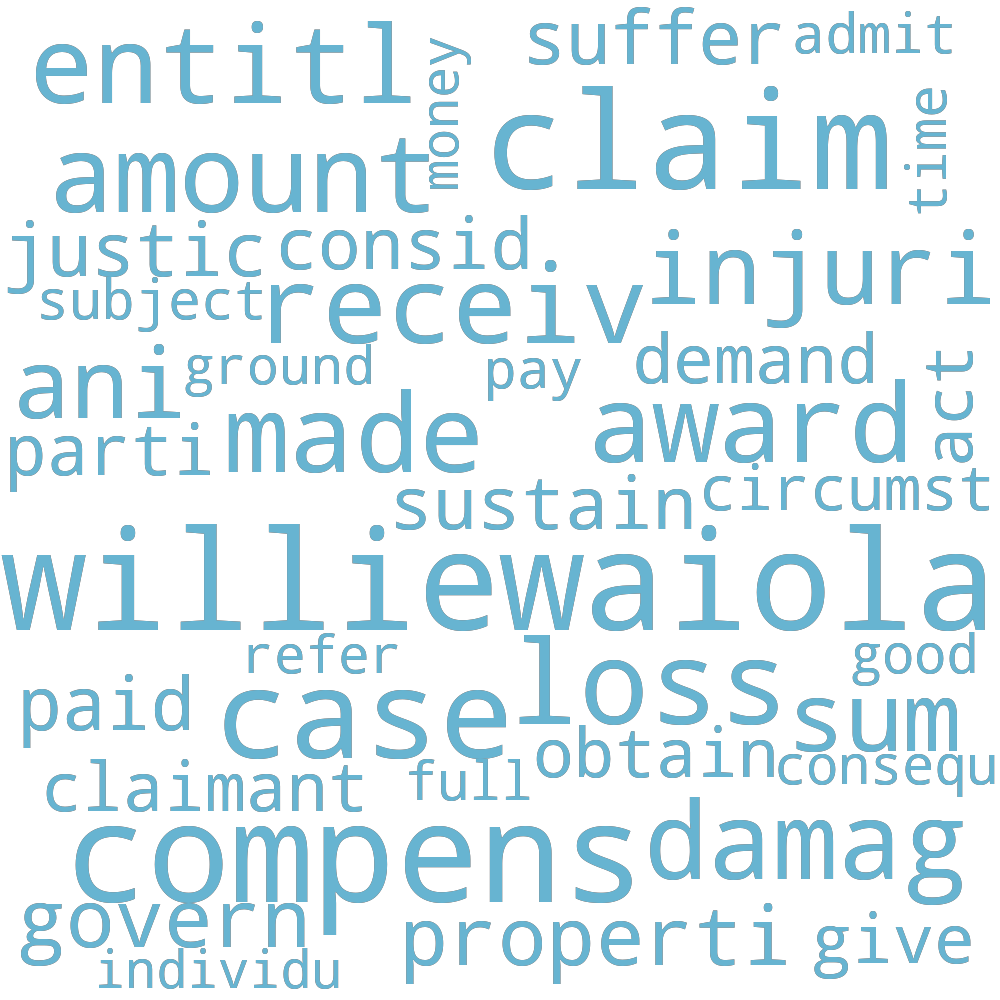 entitl
suffer
admit
money
claim
time
amount
justic
consid
injuri
subject
receiv
ani
ground
pay
demand
act
parti
made
award
sustain
circumst
williewaiola
refer
loss
good
paid
case
sum
obtain
consequ
claimant
full
compens
damag
govern
properti
give
individu